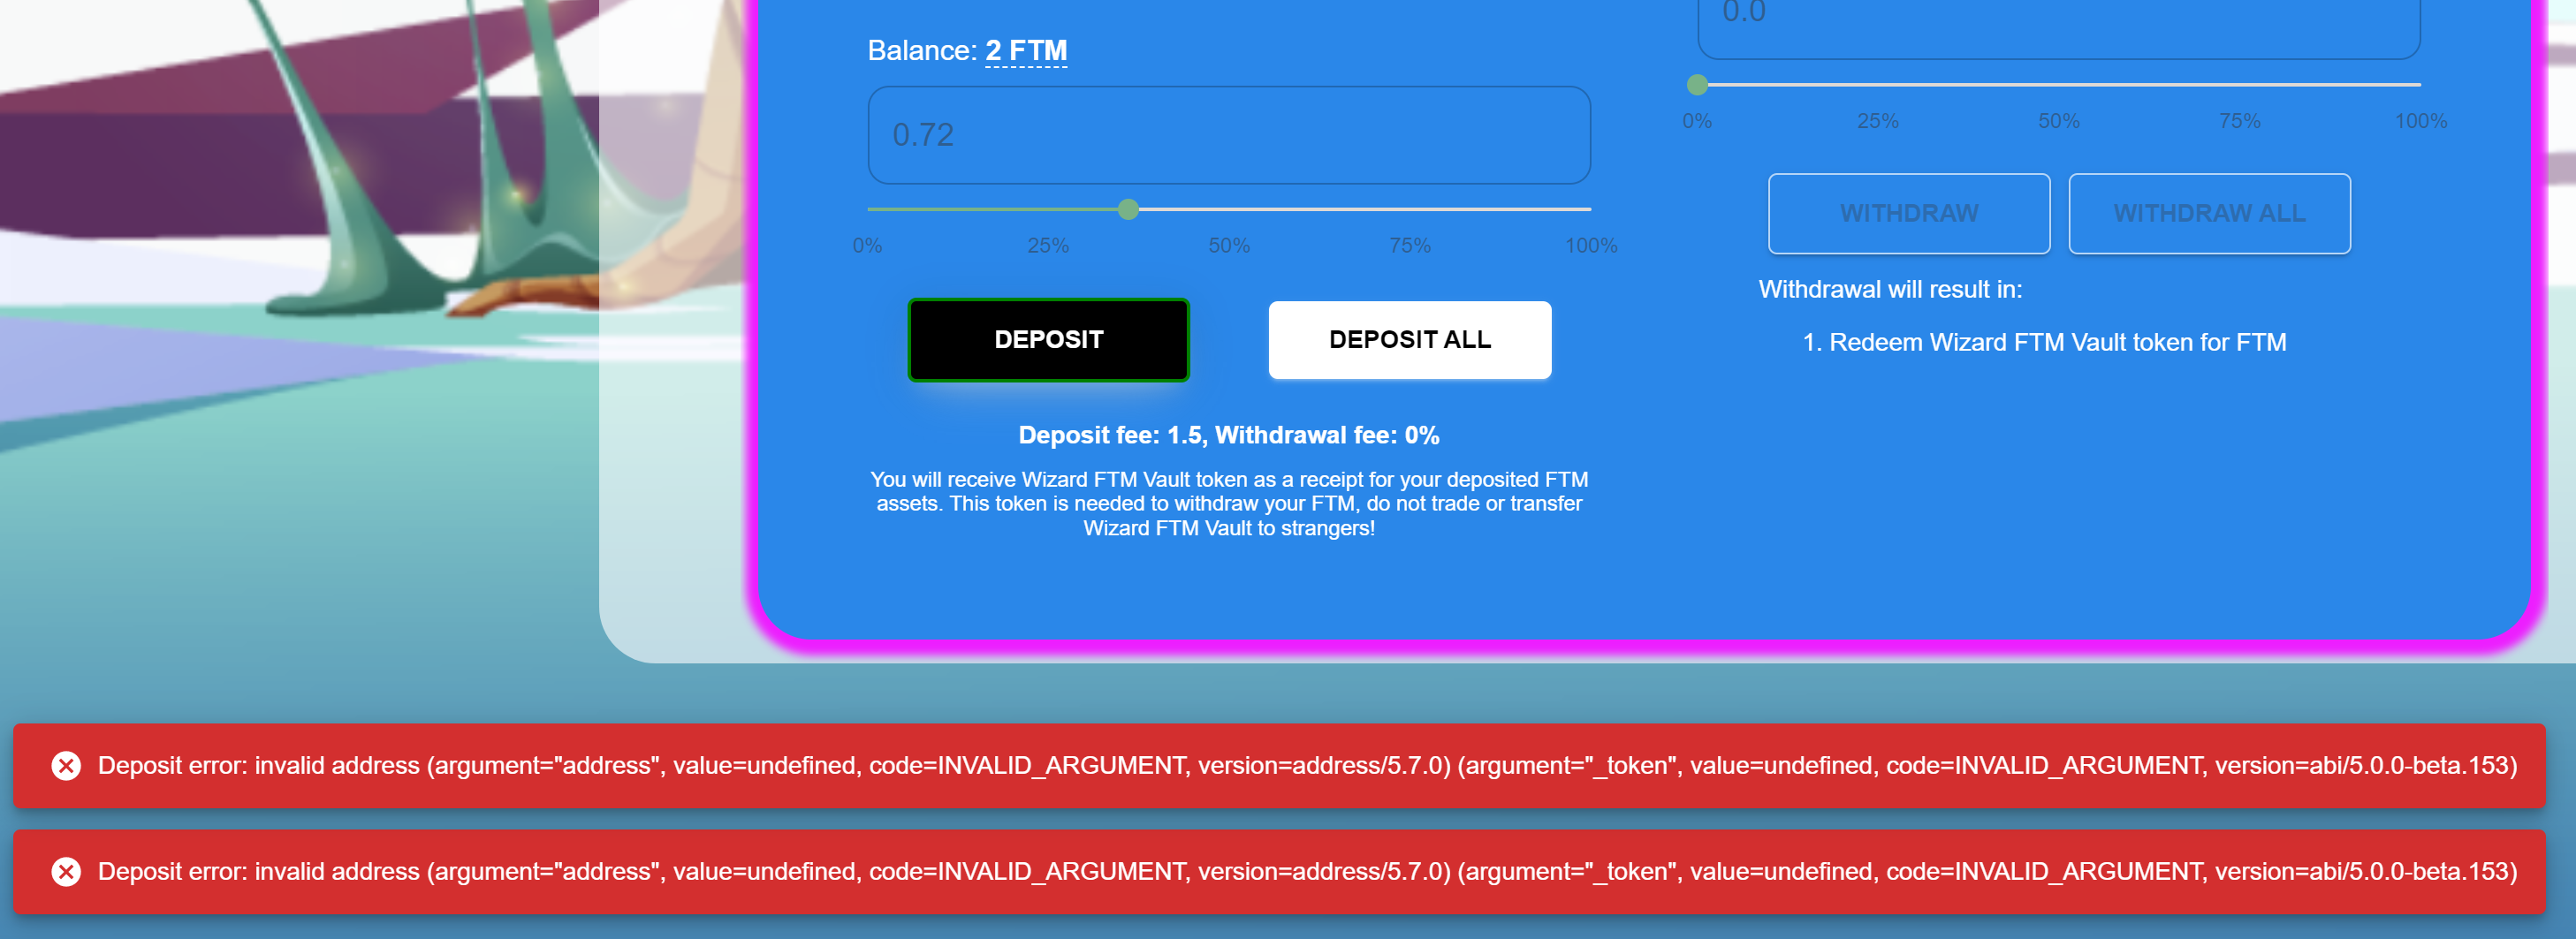 Balance: 2 FTM
0.72
0% 25% 50% 75% 100%
DEPOSIT DEPOSIT ALL
Deposit fee: 1.5, Withdrawal fee: 0%
You will receive Wizard FTM Vault token as a receipt for your deposited FTM
assets. This token is needed to withdraw your FTM, do not trade or transfer
Wizard FTM Vault to strangers!
0.0
0% 25% 50% 75% 100%
WITHDRAW WITHDRAW ALL
Withdrawal will result in:
1. Redeem Wizard FTM Vault token for FTM
Deposit error: invalid address (argument="address", value=undefined, code=INVALID_ARGUMENT, version=address/5.7.0) (argument="_token", value=undefined, code=INVALID_ARGUMENT, version=abi/5.0.0-beta.153)
Deposit error: invalid address (argument="address", value=undefined, code=INVALID_ARGUMENT, version=address/5.7.0) (argument="_token", value=undefined, code=INVALID_ARGUMENT, version=abi/5.0.0-beta.153)